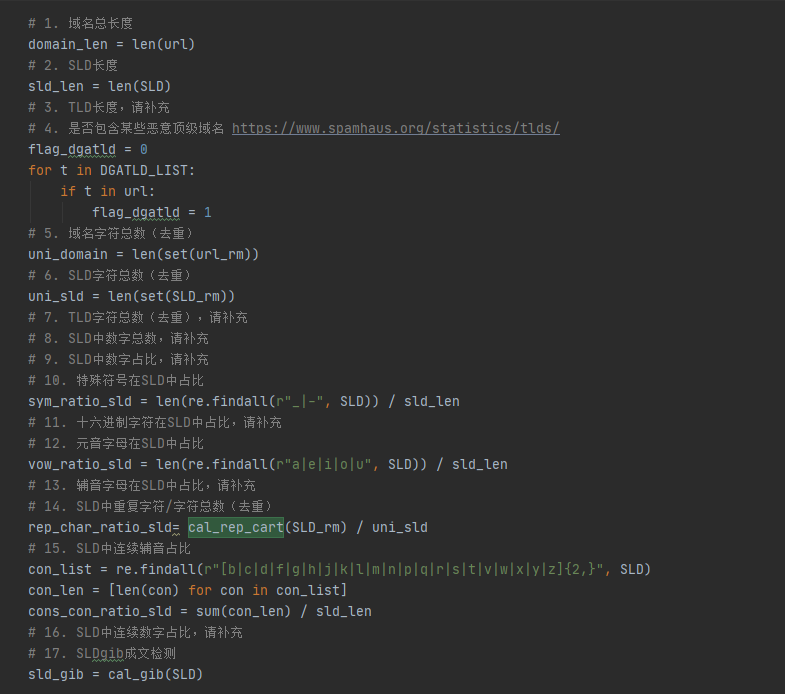 # 1. 域名总长度
domain_len = len(url)
# 2. SLD长度
sld_len = len(SLD)
# 3. TLD长度，请补充
# 4. 是否包含某些恶意顶级域名 https://www.spamhaus.org/statistics/tlds/
flag_dgatld = 0
for t in DGATLD_LIST:
    if t in url:
        flag_dgatld = 1
# 5. 域名字符总数（去重）
uni_domain = len(set(url_rm))
# 6. SLD字符总数（去重）
uni_sld = len(set(SLD_rm))
# 7. TLD字符总数（去重），请补充
# 8. SLD中数字总数，请补充
# 9. SLD中数字占比，请补充
# 10. 特殊符号在SLD中占比
sym_ratio_sld = len(re.findall(r"_|-", SLD)) / sld_len
# 11. 十六进制字符在SLD中占比，请补充
# 12. 元音字母在SLD中占比
vow_ratio_sld = len(re.findall(r"a|e|i|o|u", SLD)) / sld_len
# 13. 辅音字母在SLD中占比，请补充
# 14. SLD中重复字符/字符总数（去重）
rep_char_ratio_sld= cal_rep_cart(SLD_rm) / uni_sld
# 15. SLD中连续辅音占比
con_list = re.findall(r"[b|c|d|f|g|h|j|k|l|m|n|p|q|r|s|t|v|w|x|y|z]{2,}", SLD)
con_len = [len(con) for con in con_list]
cons_con_ratio_sld = sum(con_len) / sld_len
# 16. SLD中连续数字占比，请补充
# 17. SLDgib成文检测
sld_gib = cal_gib(SLD)